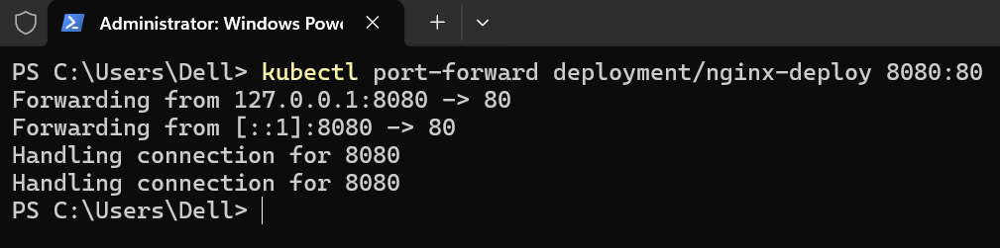 Administrator: Windows Powe
PS C:\Users\Dell> kubectl port-forward deployment/nginx-deploy 8080:80
Forwarding from 127.0.0.1:8080 -> 80
Forwarding from [::1]:8080 -> 80
Handling connection for 8080
Handling connection for 8080
PS C:\Users\Dell>